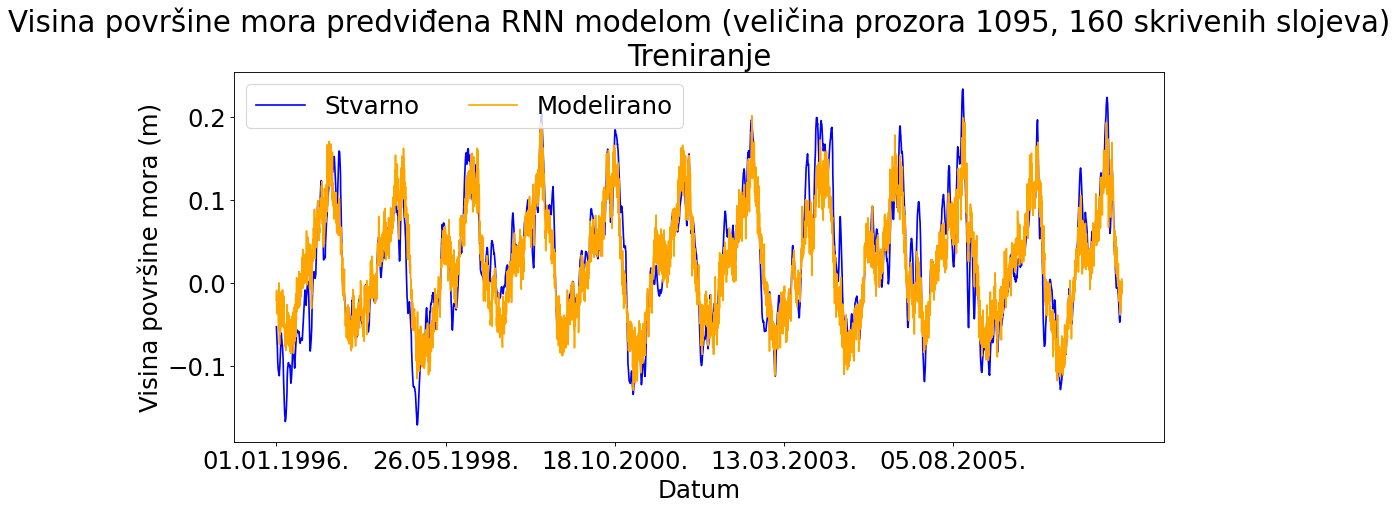 Visina površine mora predviđena RNN modelom (veličina prozora 1095, 160 skrivenih slojeva)
Treniranje
Stvarno
Modelirano
Visina površine mora (m)
0.2
0.1
0.0
−0.1
01.01.1996.
26.05.1998.
18.10.2000.
13.03.2003.
05.08.2005.
Datum